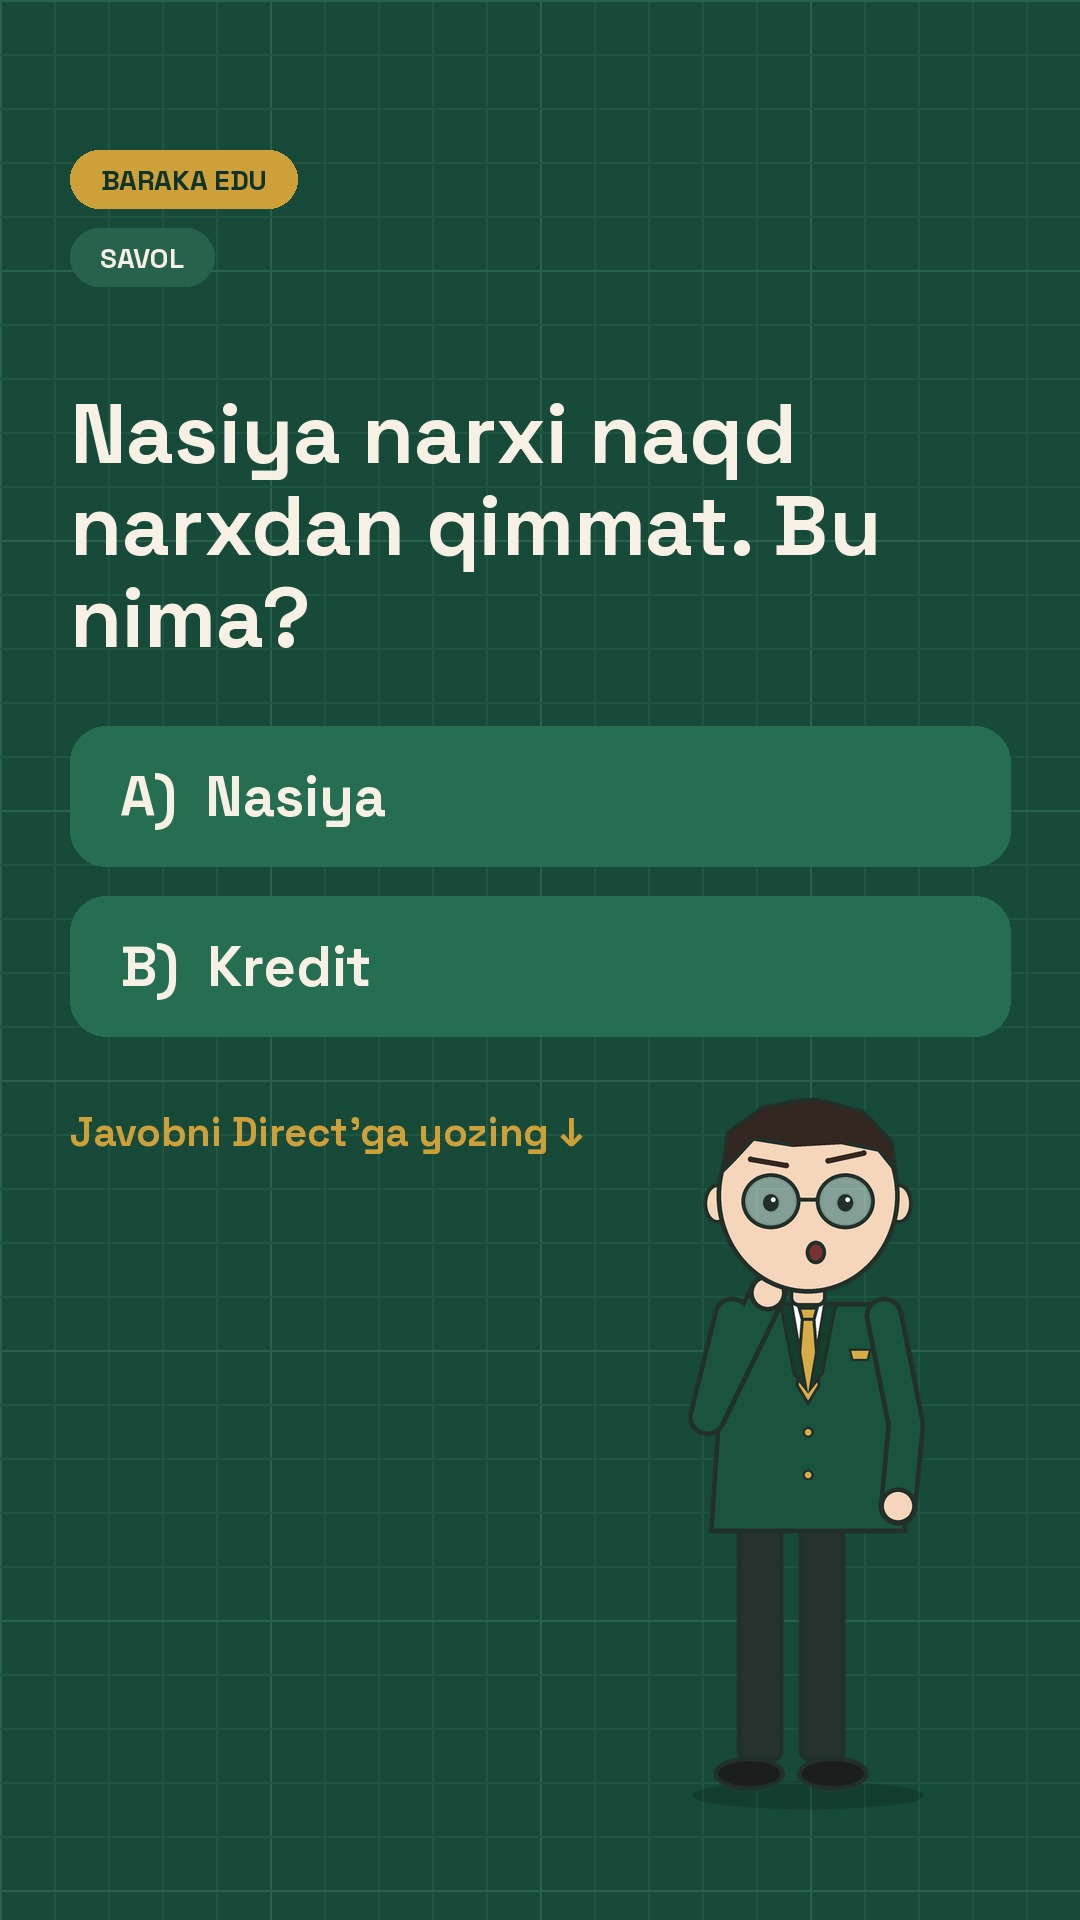 BARAKA EDU
SAVOL
Nasiya narxi naqd
narxdan qimmat. Bu
nima?
A) Nasiya
B) Kredit
Javobni Direct’ga yozing ↓